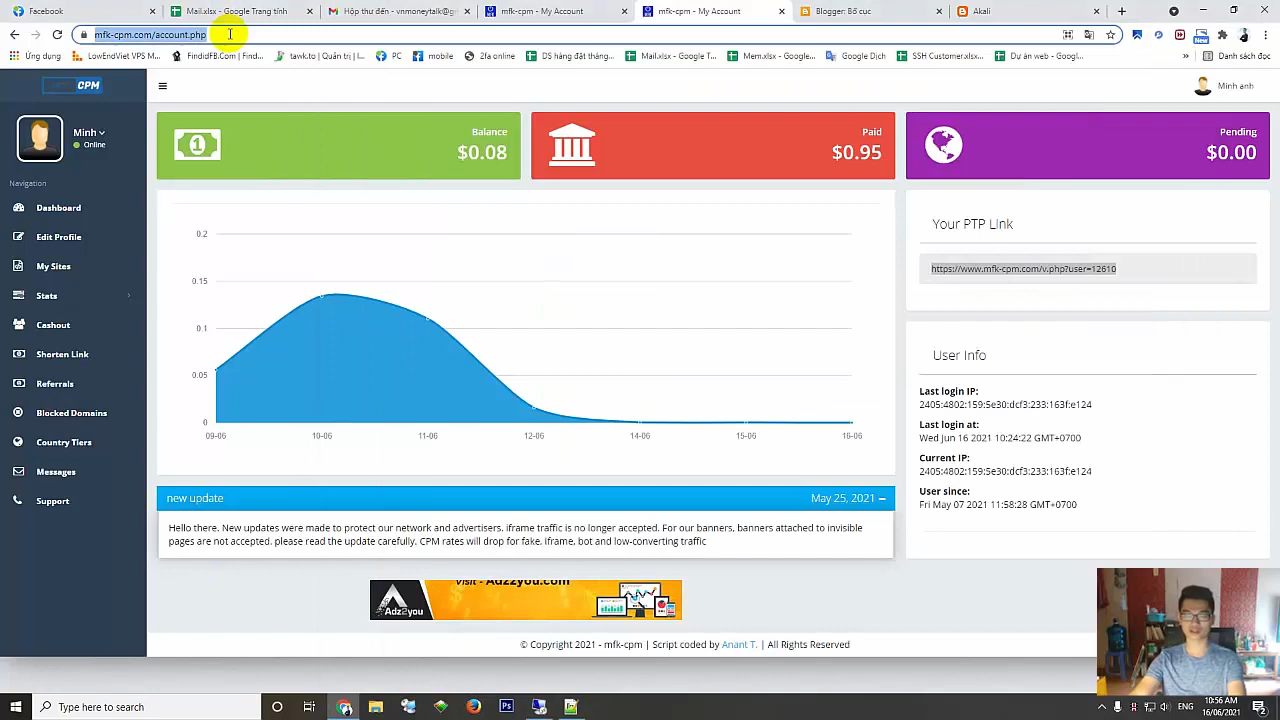 Facebook
Mail.xlsx - Google Trang tính
Hộp thư đến - vnmoneytalk@gr
mfk-cpm - My Account
mfk-cpm - My Account
Blogger: Bố cục
Akali
mfk-cpm.com/account.php
Ứng dụng
LowEndViet VPS M...
FindidFB.Com | Find...
tawk.to | Quản trị | l...
PC
mobile
2fa online
DS hàng đặt tháng...
Mail.xlsx - Google T...
Mem.xlsx - Google...
Google Dịch
SSH Customer.xlsx...
Dự án web - Googl...
»
Danh sách đọc
CPM
Minh anh
Minh
Online
Balance
$0.08
Paid
$0.95
Pending
$0.00
Navigation
Dashboard
Edit Profile
My Sites
Stats
Cashout
Shorten Link
Referrals
Blocked Domains
Country Tiers
Messages
Support
0.2
0.15
0.1
0.05
0
09-06
10-06
11-06
12-06
14-06
15-06
16-06
Your PTP Link
https://www.mfk-cpm.com/v.php?user=12610
User Info
Last login IP:
2405:4802:159:5e30:dcf3:233:163f:e124
Last login at:
Wed Jun 16 2021 10:24:22 GMT+0700
Current IP:
2405:4802:159:5e30:dcf3:233:163f:e124
User since:
Fri May 07 2021 11:58:28 GMT+0700
new update
May 25, 2021
Hello there. New updates were made to protect our network and advertisers. iframe traffic is no longer accepted. For our banners, banners attached to invisible
pages are not accepted. please read the update carefully. CPM rates will drop for fake, iframe, bot and low-converting traffic
Adz2you
Visit - Adz2you.com
© Copyright 2021 - mfk-cpm | Script coded by Anant T. | All Rights Reserved
Type here to search
10:56 AM
16/06/2021